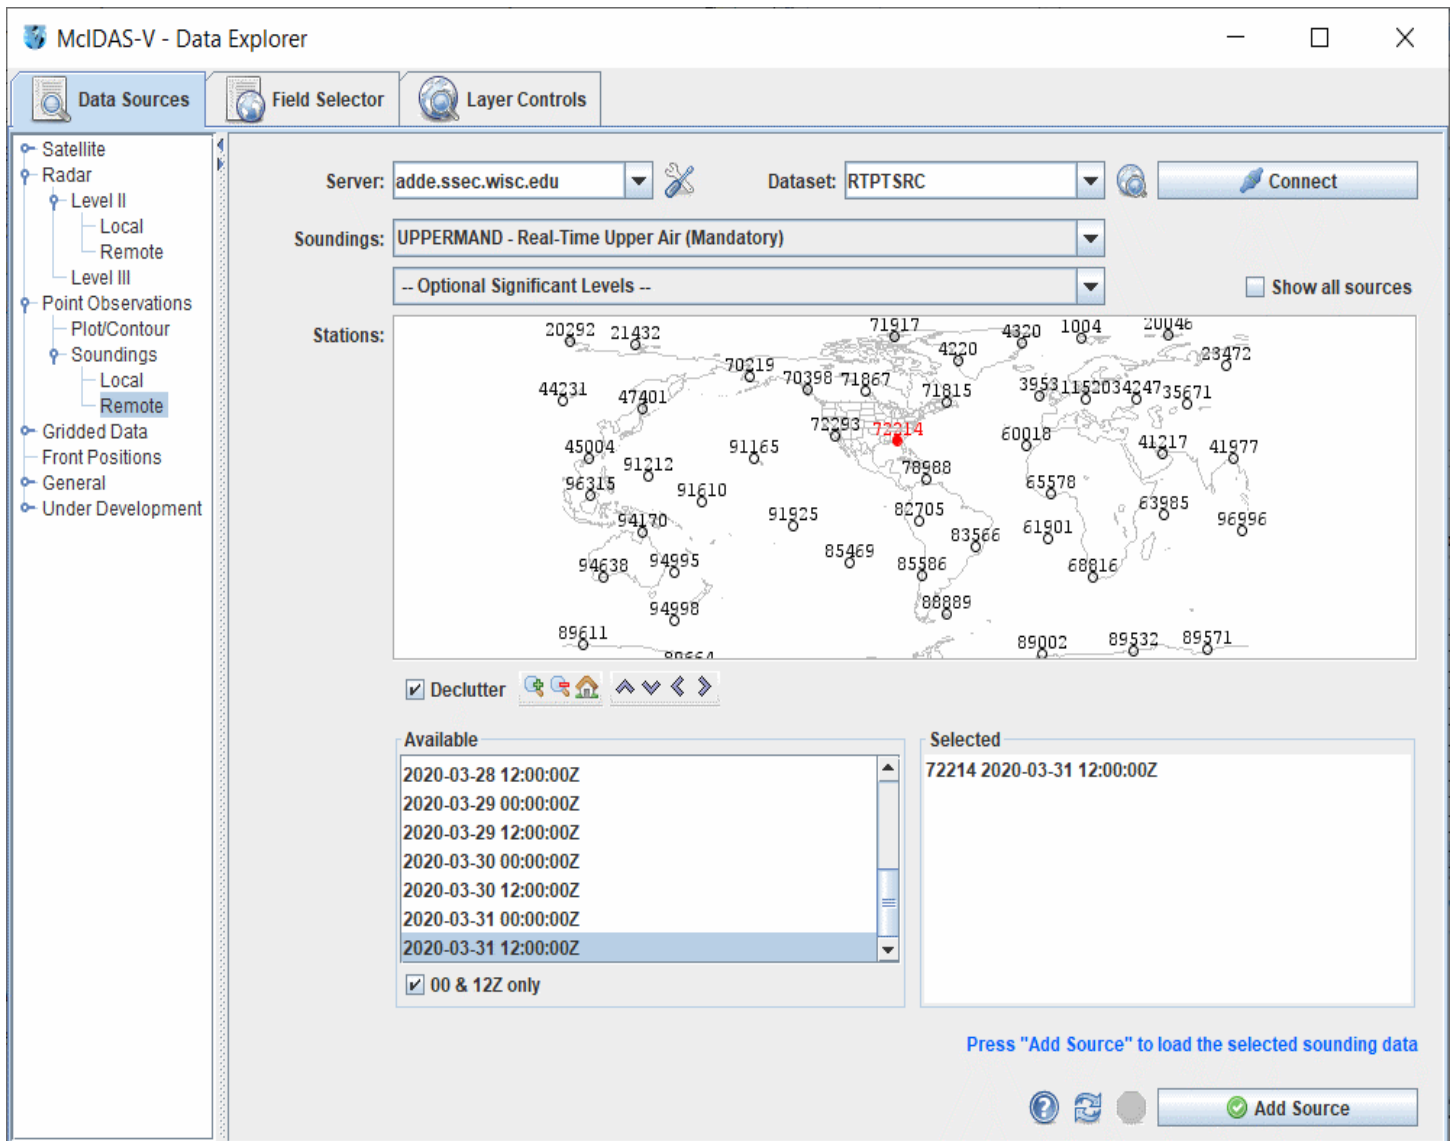 McIDAS-V - Data Explorer
Data Sources
Field Selector
Layer Controls
Satellite
Radar
Level II
Local
Remote
Level III
Point Observations
Plot/Contour
Soundings
Local
Remote
Gridded Data
Front Positions
General
Under Development
Server: adde.ssec.wisc.edu
Dataset: RTPTSRC
Connect
Soundings: UPPERMAND - Real-Time Upper Air (Mandatory)
-- Optional Significant Levels --
Show all sources
Stations:
20292 21432 71917 4320 1004 20046
4220 23472
70219 70398 71867
44231 47401 71815 3953 11520 34247 35671
72293 72214 60018
45004 91212 91165 41217 41977
96315 91610 78988 65578
94170 91925 82705 61901 63985 96996
94638 94995 85469 85586 83566 68816
94998 88889
89611 89664 89002 89532 89571
Declutter
Available
2020-03-28 12:00:00Z
2020-03-29 00:00:00Z
2020-03-29 12:00:00Z
2020-03-30 00:00:00Z
2020-03-30 12:00:00Z
2020-03-31 00:00:00Z
2020-03-31 12:00:00Z
00 & 12Z only
Selected
72214 2020-03-31 12:00:00Z
Press "Add Source" to load the selected sounding data
Add Source